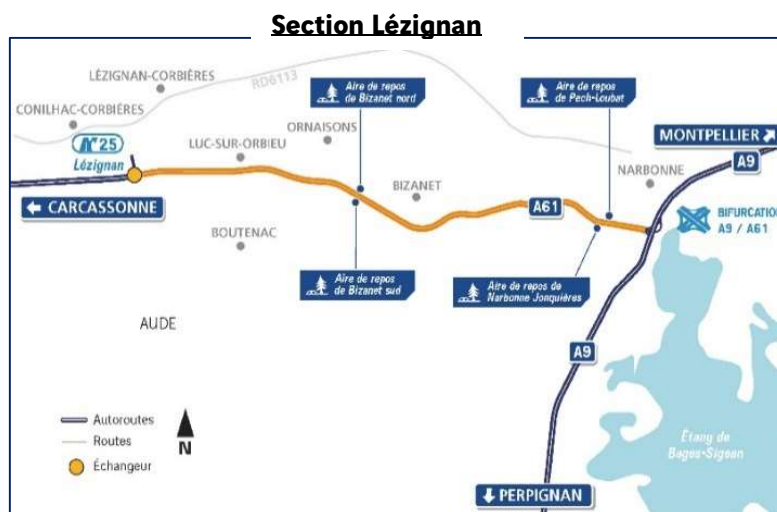 Section Lézignan
LÉZIGNAN-CORBIÈRES
RD6113
CONILHAC-CORBIÈRES
25
Lézignan
LUC-SUR-ORBIEU
ORNAISONS
Aire de repos
de Bizanet nord
Aire de repos
de Pech-Loubat
MONTPELLIER
A9
NARBONNE
BIZANET
A61
BIFURCATION
A9 / A61
CARCASSONNE
BOUTENAC
Aire de repos
de Bizanet sud
Aire de repos de
Narbonne Jonquières
AUDE
A9
Autoroutes
Routes
Échangeur
N
Étang de
Bages-Sigean
PERPIGNAN